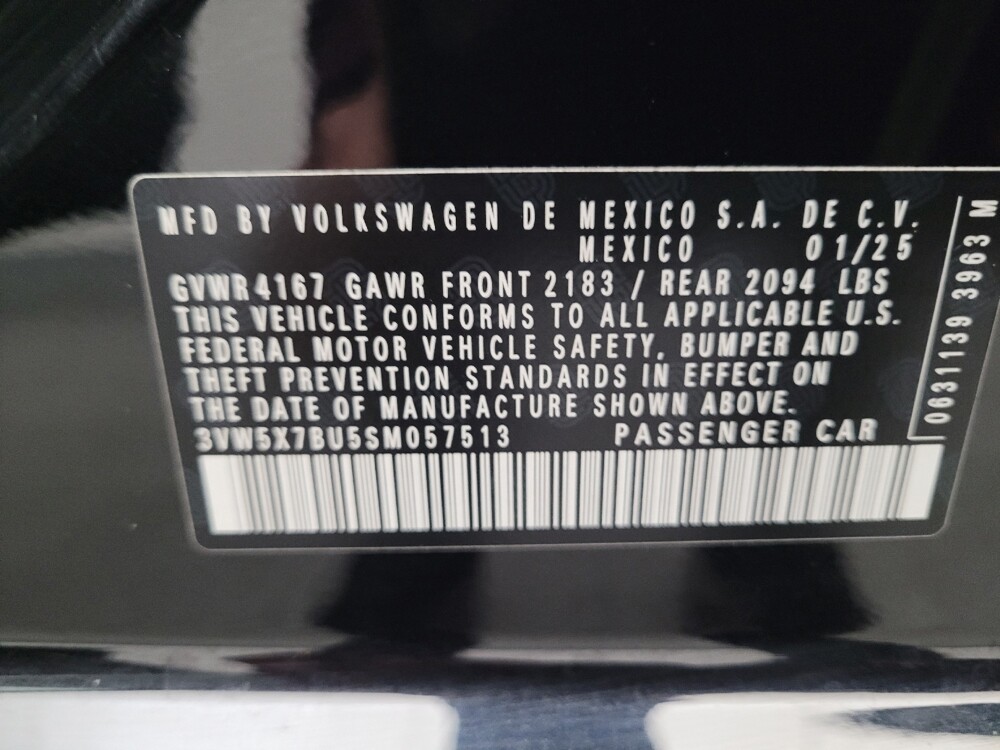 MFD BY VOLKSWAGEN DE MEXICO S.A. DE C.V.
MEXICO 01/25
GVWR 4167 GAWR FRONT 2183 / REAR 2094 LBS
THIS VEHICLE CONFORMS TO ALL APPLICABLE U.S.
FEDERAL MOTOR VEHICLE SAFETY, BUMPER AND
THEFT PREVENTION STANDARDS IN EFFECT ON
THE DATE OF MANUFACTURE SHOWN ABOVE.
3VW5X7BU5SM057513 PASSENGER CAR
0631139 3963 M